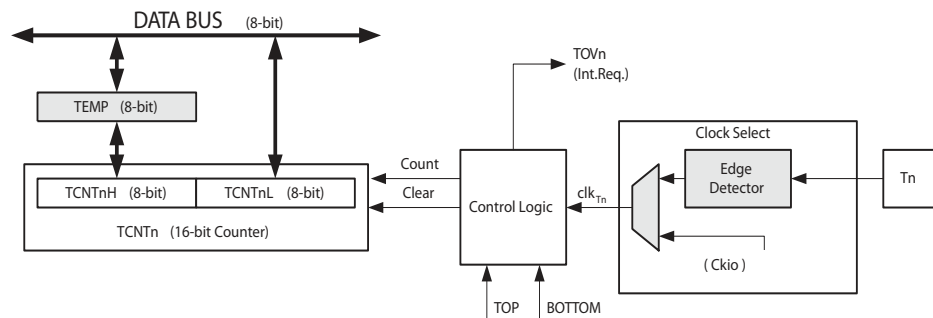 DATA BUS (8-bit)
TOVn
(Int.Req.)
TEMP (8-bit)
Clock Select
Count
Edge
Detector
Tn
TCNTnH (8-bit) TCNTnL (8-bit)
Clear
Control Logic
clkTn
TCNTn (16-bit Counter)
( Ckio )
TOP
BOTTOM